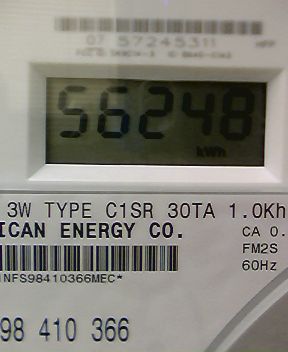 07 57245311
56248
kWh
3W TYPE C1SR 30TA 1.0Kh
ICAN ENERGY CO.
CA 0.
FM2S
60Hz
INFS98410366MEC*
98 410 366